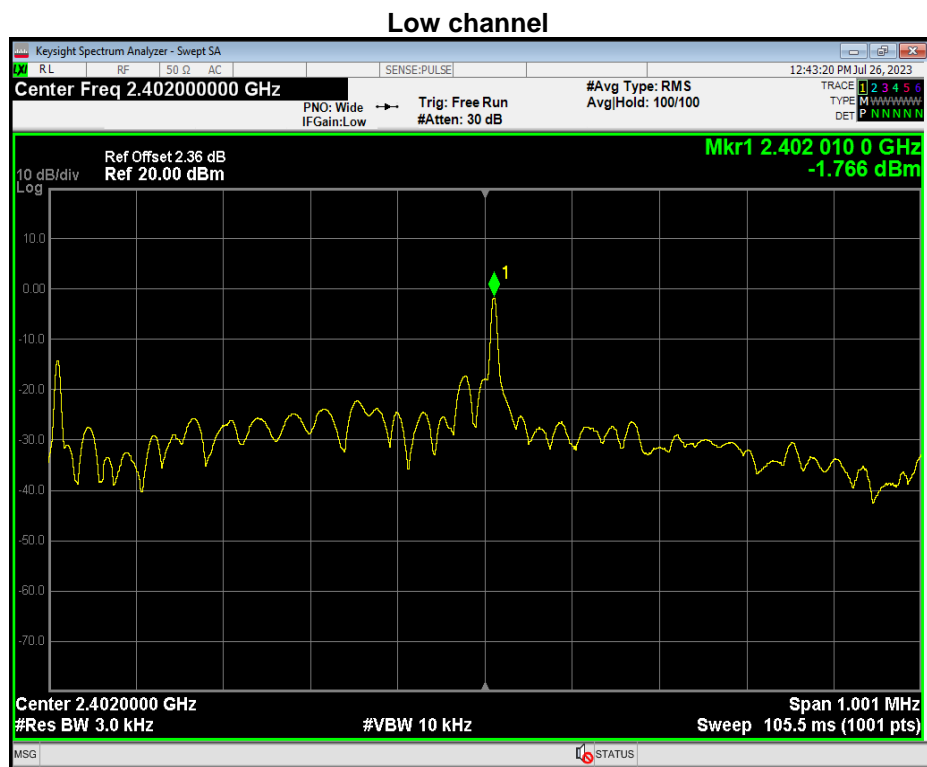 Low channel
Keysight Spectrum Analyzer - Swept SA
LXI RL RF 50 Ω AC SENSE:PULSE 12:43:20 PM Jul 26, 2023
Center Freq 2.402000000 GHz #Avg Type: RMS TRACE 1 2 3 4 5 6
PNO: Wide Trig: Free Run Avg|Hold: 100/100 TYPE M WWWWW
IFGain:Low #Atten: 30 dB DET P N N N N N
Mkr1 2.402 010 0 GHz
Ref Offset 2.36 dB
10 dB/div Ref 20.00 dBm -1.766 dBm
Log
10.0
1
0.00
-10.0
-20.0
-30.0
-40.0
-50.0
-60.0
-70.0
Center 2.4020000 GHz Span 1.001 MHz
#Res BW 3.0 kHz #VBW 10 kHz Sweep 105.5 ms (1001 pts)
MSG STATUS